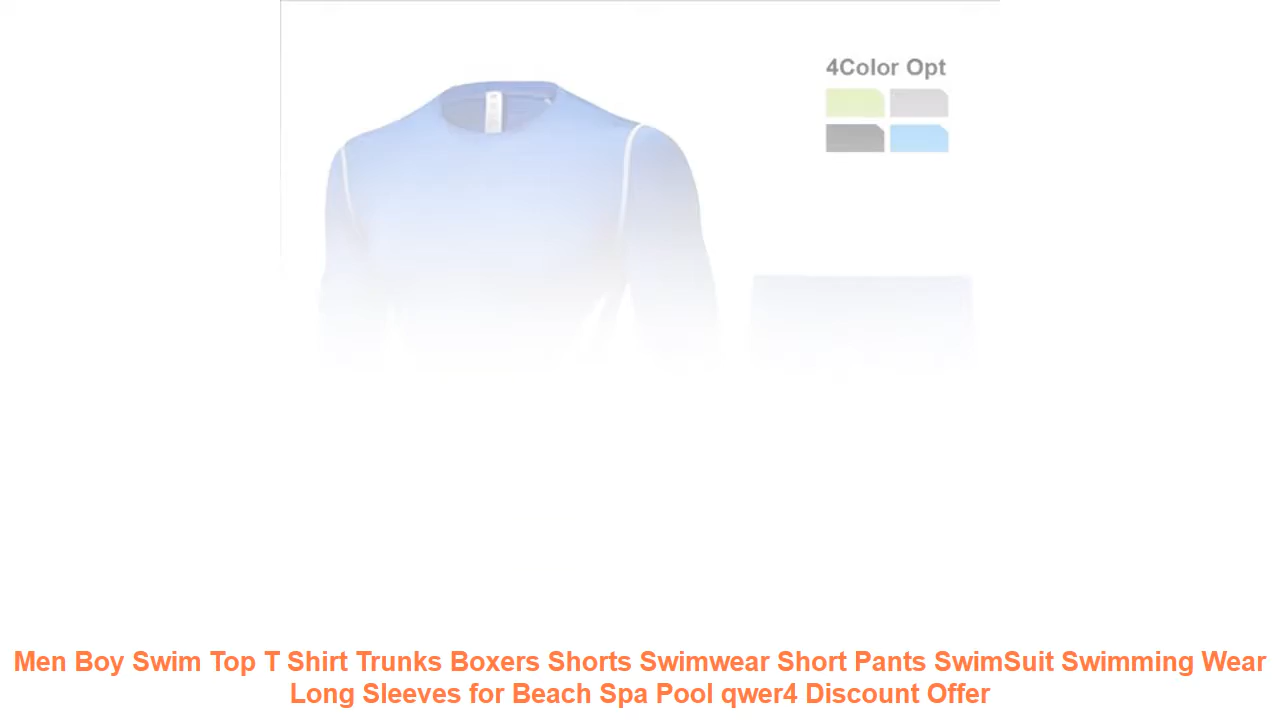 4Color Opt
Men Boy Swim Top T Shirt Trunks Boxers Shorts Swimwear Short Pants SwimSuit Swimming Wear
Long Sleeves for Beach Spa Pool qwer4 Discount Offer